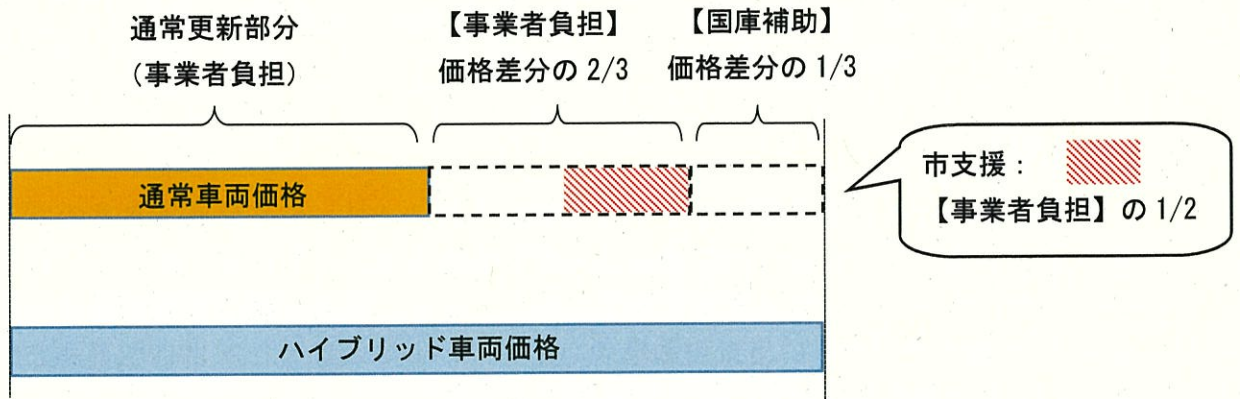 通常更新部分
（事業者負担）
【事業者負担】
価格差分の 2/3
【国庫補助】
価格差分の 1/3
通常車両価格
市支援：
【事業者負担】の 1/2
ハイブリッド車両価格